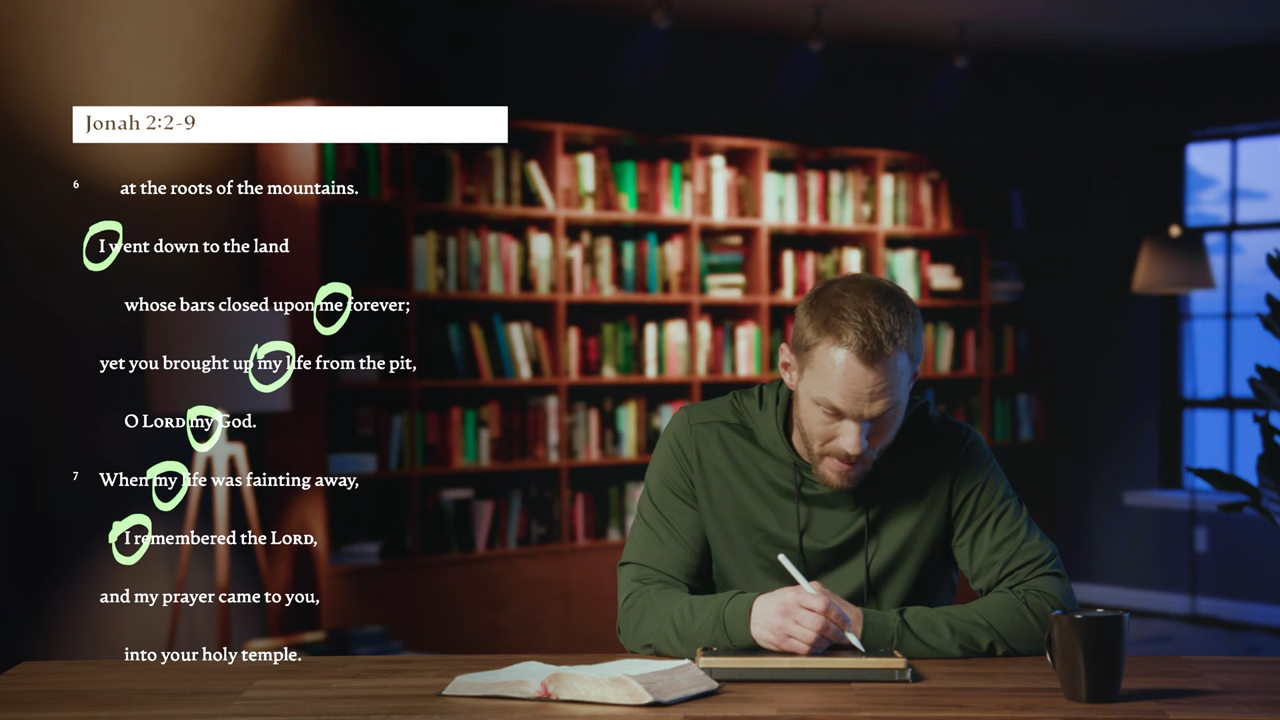 Jonah 2:2-9
6 at the roots of the mountains.
I went down to the land
whose bars closed upon me forever;
yet you brought up my life from the pit,
O LORD my God.
7 When my life was fainting away,
I remembered the LORD,
and my prayer came to you,
into your holy temple.